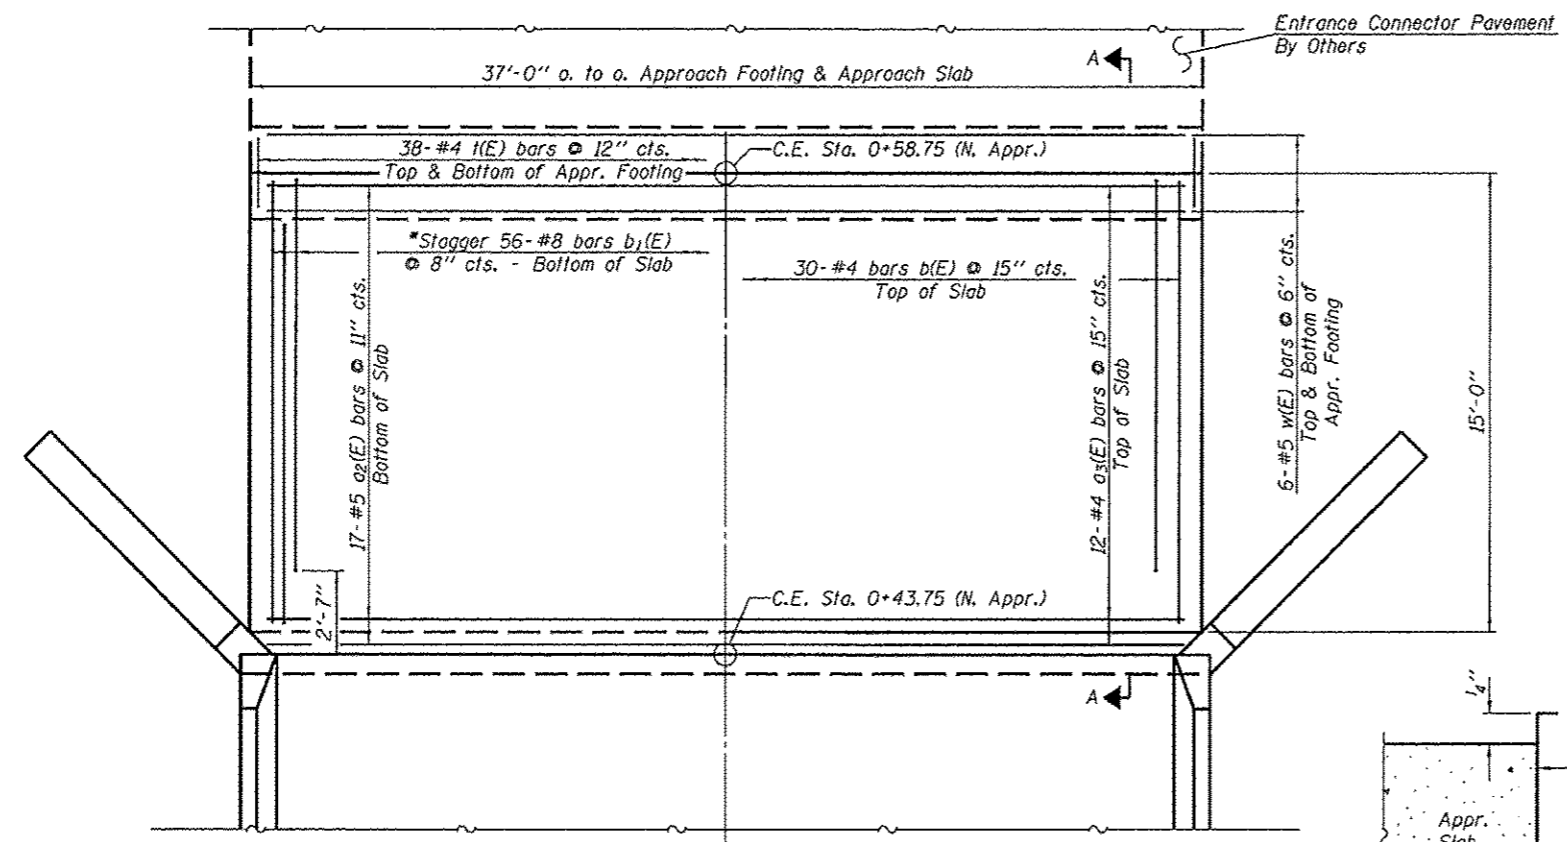 Entrance Connector Pavement
By Others
A
37'-0" o. to o. Approach Footing & Approach Slab
38-#4 t(E) bars @ 12" cts.
Top & Bottom of Appr. Footing
C.E. Sta. 0+58.75 (N. Appr.)
*Stagger 56-#8 bars b1(E)
@ 8" cts. - Bottom of Slab
30-#4 bars b(E) @ 15" cts.
Top of Slab
17-#5 a2(E) bars @ 11" cts.
Bottom of Slab
12-#4 a3(E) bars @ 15" cts.
Top of Slab
6-#5 w(E) bars @ 6" cts.
Top & Bottom of
Appr. Footing
15'-0"
2'-7"
C.E. Sta. 0+43.75 (N. Appr.)
A
1/4"
Appr.
Slab